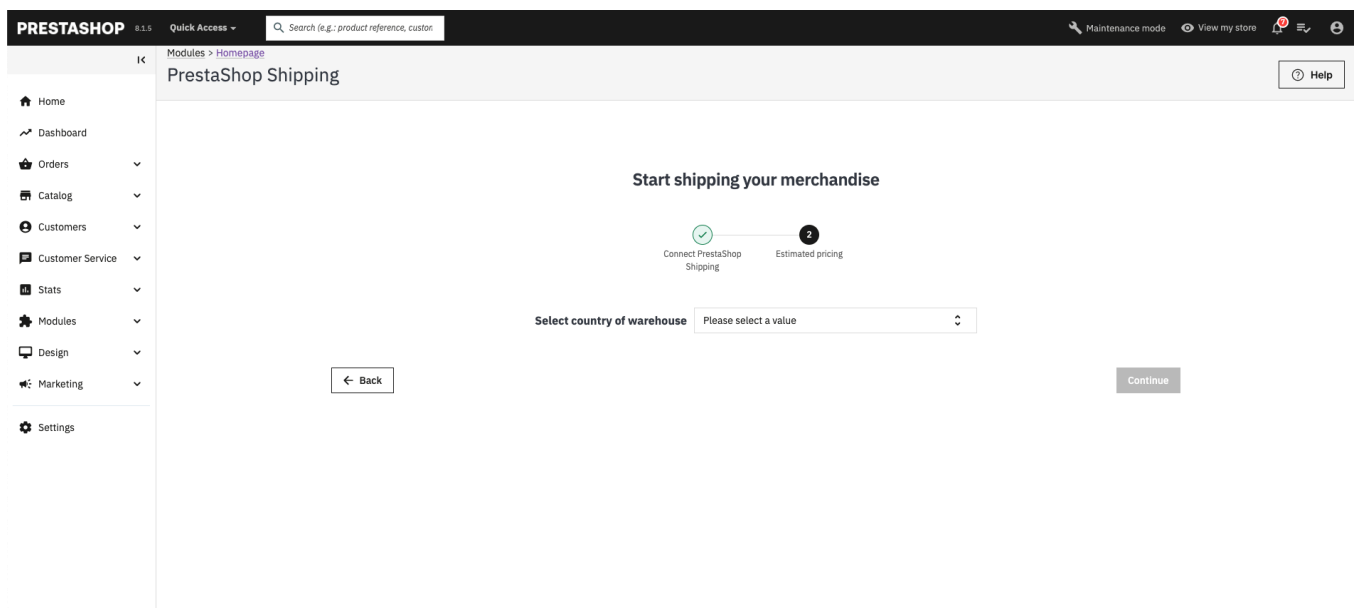 PRESTASHOP 8.1.5 Quick Access Search (e.g.: product reference, custon Maintenance mode View my store 7
Modules > Homepage
PrestaShop Shipping
Help
Home
Dashboard
Orders
Catalog
Customers
Customer Service
Stats
Modules
Design
Marketing
Settings
Start shipping your merchandise
2
Connect PrestaShop
Shipping
Estimated pricing
Select country of warehouse Please select a value
← Back
Continue